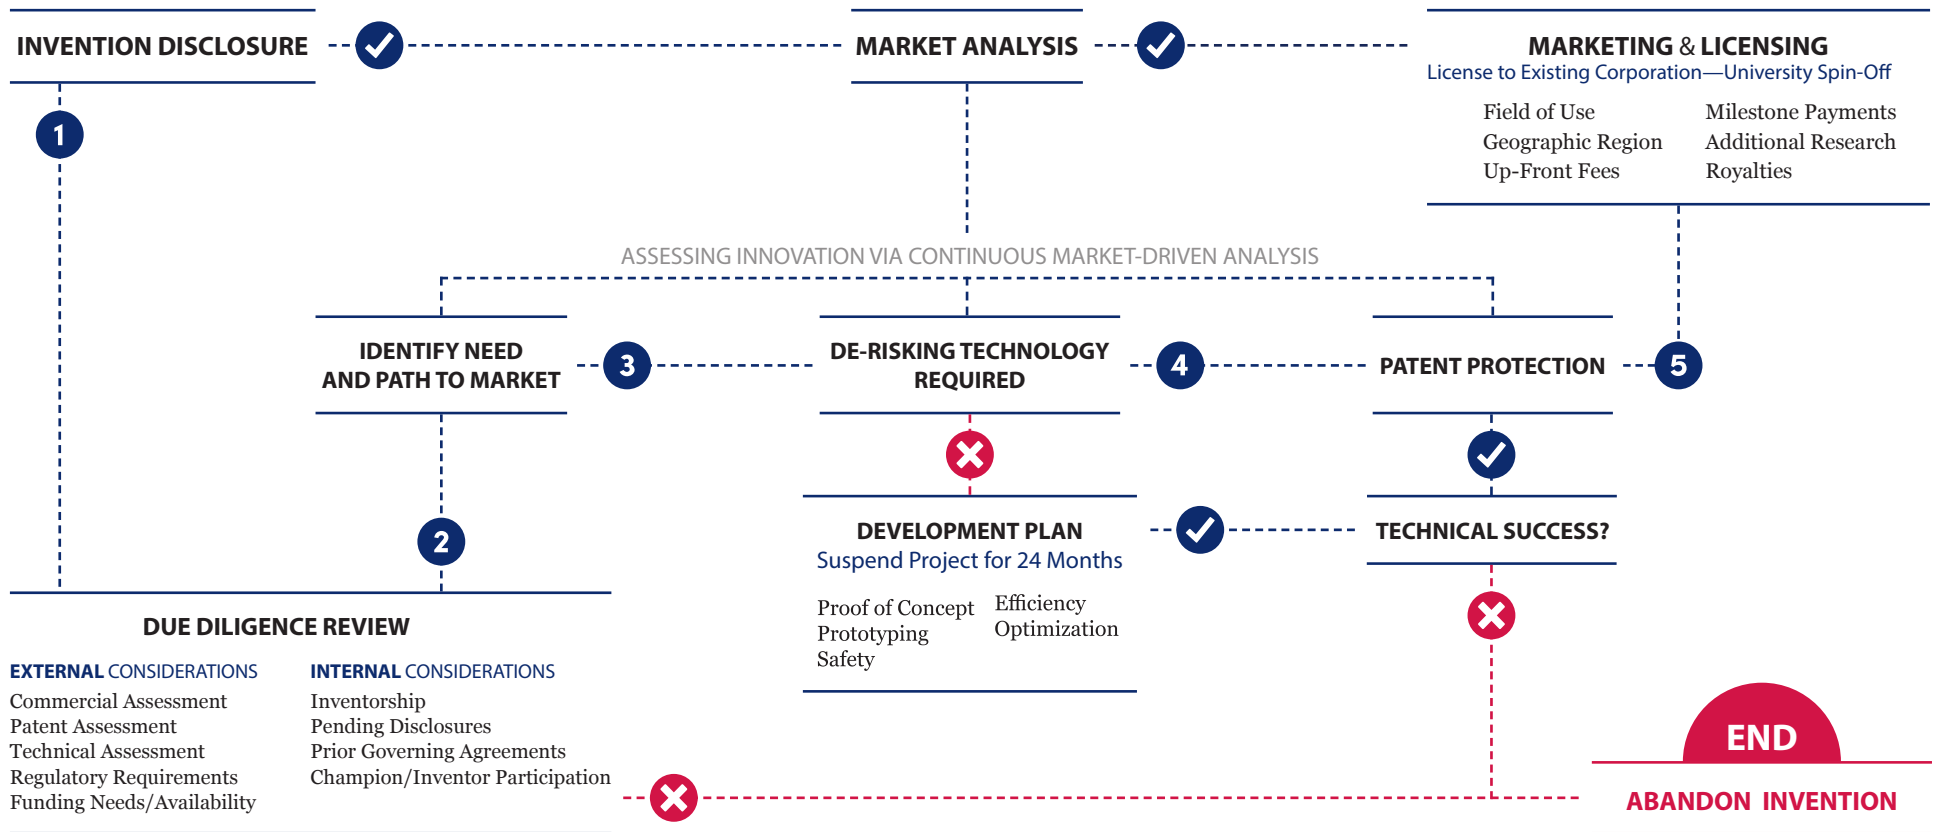 INVENTION DISCLOSURE
MARKET ANALYSIS
MARKETING & LICENSING
License to Existing Corporation—University Spin-Off
Field of Use
Geographic Region
Up-Front Fees
Milestone Payments
Additional Research
Royalties
1
ASSESSING INNOVATION VIA CONTINUOUS MARKET-DRIVEN ANALYSIS
IDENTIFY NEED
AND PATH TO MARKET
3
DE-RISKING TECHNOLOGY
REQUIRED
4
PATENT PROTECTION
5
2
DEVELOPMENT PLAN
Suspend Project for 24 Months
Proof of Concept
Prototyping
Safety
Efficiency
Optimization
TECHNICAL SUCCESS?
DUE DILIGENCE REVIEW
EXTERNAL CONSIDERATIONS
Commercial Assessment
Patent Assessment
Technical Assessment
Regulatory Requirements
Funding Needs/Availability
INTERNAL CONSIDERATIONS
Inventorship
Pending Disclosures
Prior Governing Agreements
Champion/Inventor Participation
END
ABANDON INVENTION